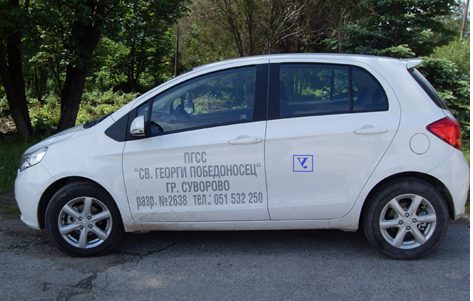 ПГСС
"СВ. ГЕОРГИ ПОБЕДОНОСЕЦ"
ГР. СУВОРОВО
разр. №2638 тел.: 051 532 250